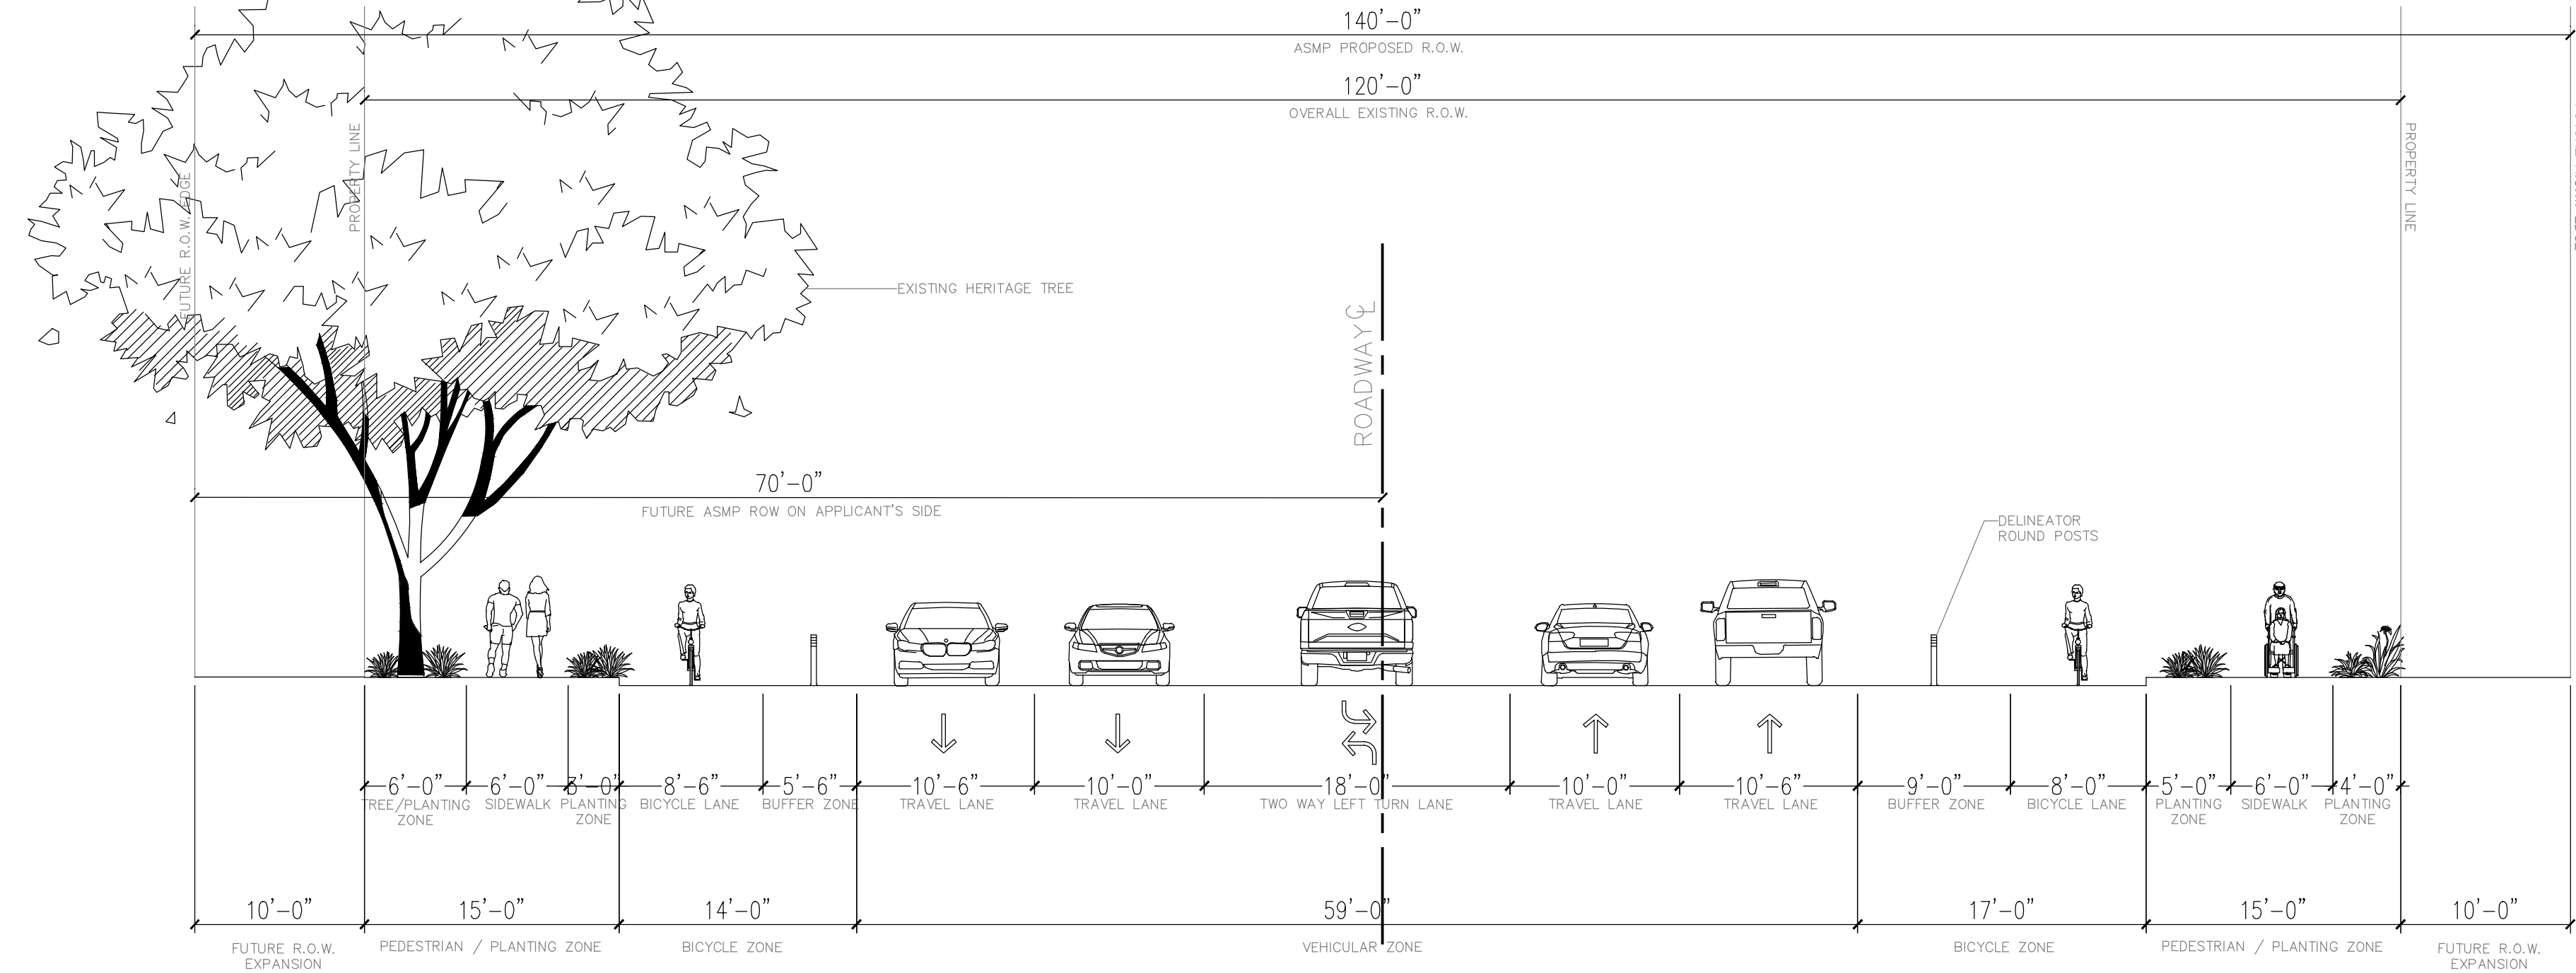 140'-0"
ASMP PROPOSED R.O.W.
120'-0"
OVERALL EXISTING R.O.W.
FUTURE R.O.W. EDGE
PROPERTY LINE
PROPERTY LINE
EXISTING HERITAGE TREE
ROADWAY CL
70'-0"
FUTURE ASMP ROW ON APPLICANT'S SIDE
DELINEATOR
ROUND POSTS
6'-0" 6'-0" 3'-0" 8'-6" 5'-6" 10'-6" 10'-0" 18'-0" 10'-0" 10'-6" 9'-0" 8'-0" 5'-0" 6'-0" 4'-0"
TREE/PLANTING SIDEWALK PLANTING BICYCLE LANE BUFFER ZONE TRAVEL LANE TRAVEL LANE TWO WAY LEFT TURN LANE TRAVEL LANE TRAVEL LANE BUFFER ZONE BICYCLE LANE PLANTING SIDEWALK PLANTING
ZONE ZONE ZONE ZONE
10'-0" 15'-0" 14'-0" 59'-0" 17'-0" 15'-0" 10'-0"
FUTURE R.O.W. PEDESTRIAN / PLANTING ZONE BICYCLE ZONE VEHICULAR ZONE BICYCLE ZONE PEDESTRIAN / PLANTING ZONE FUTURE R.O.W.
EXPANSION EXPANSION